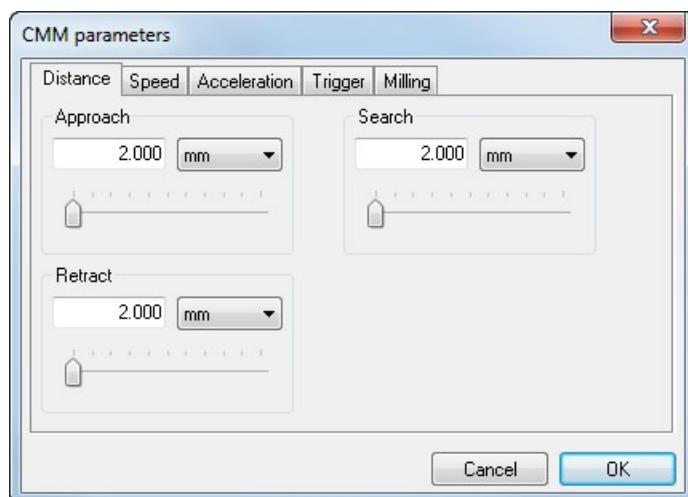 CMM parameters
Distance Speed Acceleration Trigger Milling
Approach
2.000 mm
Search
2.000 mm
Retract
2.000 mm
Cancel OK